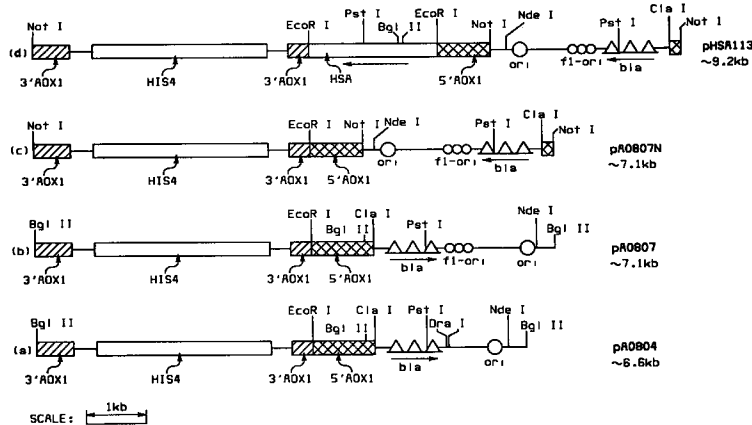 Not I EcoR I Pst I Bgl II EcoR I Not I Nde I Cla I Not I
(d) pHSA113
3'AOX1 HIS4 3'AOX1 HSA 5'AOX1 ori f1-ori bla ~9.2kb
Not I EcoR I Not I Nde I Pst I Cla I Not I
(c) pAO807N
3'AOX1 HIS4 3'AOX1 5'AOX1 ori f1-ori bla ~7.1kb
Bgl II EcoR I Bgl II Cla I Pst I Nde I Bgl II
(b) pAO807
3'AOX1 HIS4 3'AOX1 5'AOX1 bla f1-ori ori ~7.1kb
Bgl II EcoR I Bgl II Cla I Pst I Dra I Nde I Bgl II
(a) pAO804
3'AOX1 HIS4 3'AOX1 5'AOX1 bla ori ~6.6kb
SCALE: 1kb